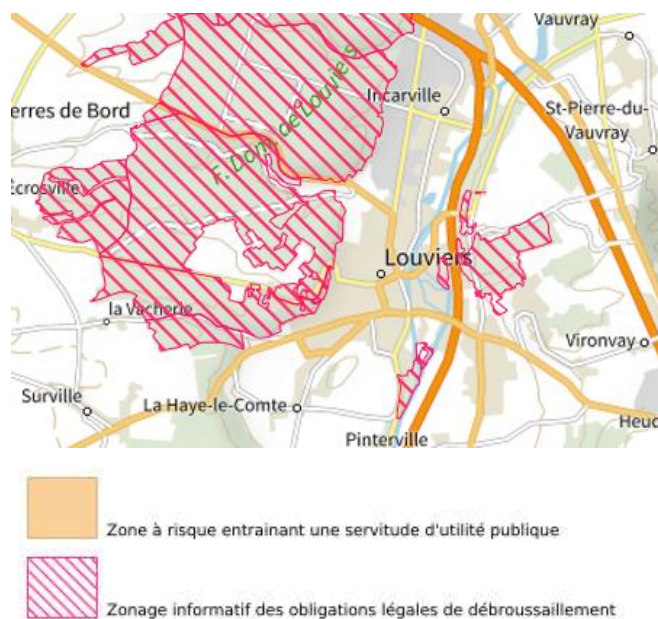 Vauvray
Incarville
erres de Bord
St-Pierre-du-
Vauvray
F. Dom. de Louviers
Ecrosville
Louviers
la Vacherie
Vironvay
Surville
La Haye-le-Comte
Heud
Pinterville
Zone à risque entrainant une servitude d'utilité publique
Zonage informatif des obligations légales de débroussaillement